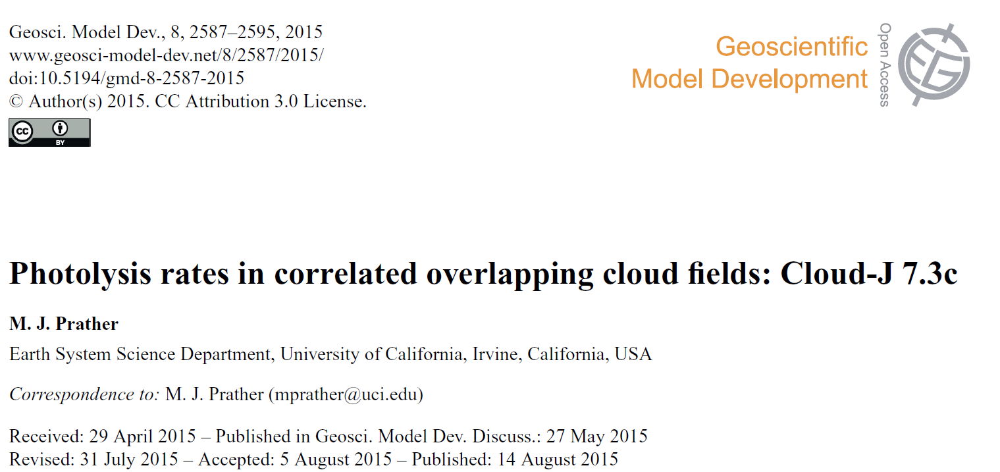 Geosci. Model Dev., 8, 2587–2595, 2015
www.geosci-model-dev.net/8/2587/2015/
doi:10.5194/gmd-8-2587-2015
© Author(s) 2015. CC Attribution 3.0 License.
cc BY
Geoscientific
Model Development
Open Access
EGU
Photolysis rates in correlated overlapping cloud fields: Cloud-J 7.3c
M. J. Prather
Earth System Science Department, University of California, Irvine, California, USA
Correspondence to: M. J. Prather (mprather@uci.edu)
Received: 29 April 2015 – Published in Geosci. Model Dev. Discuss.: 27 May 2015
Revised: 31 July 2015 – Accepted: 5 August 2015 – Published: 14 August 2015